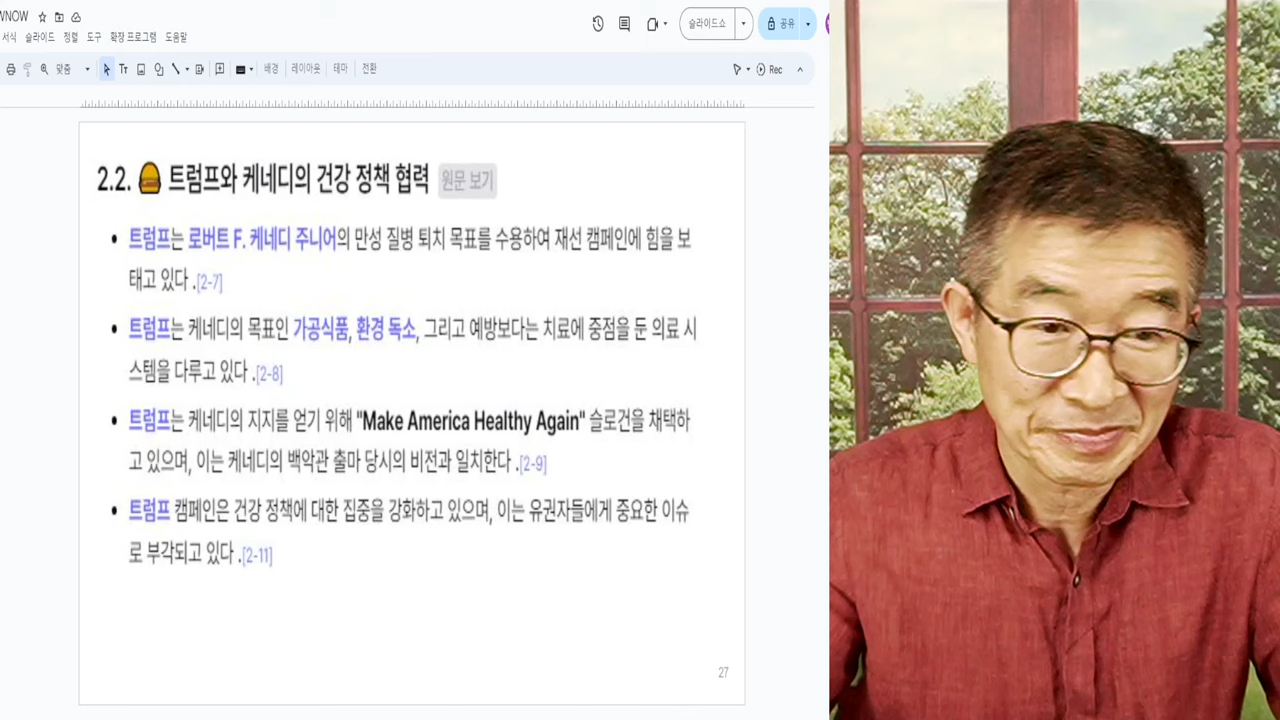 WNOW
서식 슬라이드 정렬 도구 확장 프로그램 도움말
슬라이드쇼
공유
맞춤
배경 레이아웃 테마 전환
Rec
2.2. 🍔 트럼프와 케네디의 건강 정책 협력 원문 보기
• 트럼프는 로버트 F. 케네디 주니어의 만성 질병 퇴치 목표를 수용하여 재선 캠페인에 힘을 보
태고 있다 .[2-7]
• 트럼프는 케네디의 목표인 가공식품, 환경 독소, 그리고 예방보다는 치료에 중점을 둔 의료 시
스템을 다루고 있다 .[2-8]
• 트럼프는 케네디의 지지를 얻기 위해 "Make America Healthy Again" 슬로건을 채택하
고 있으며, 이는 케네디의 백악관 출마 당시의 비전과 일치한다 .[2-9]
• 트럼프 캠페인은 건강 정책에 대한 집중을 강화하고 있으며, 이는 유권자들에게 중요한 이슈
로 부각되고 있다 .[2-11]
27